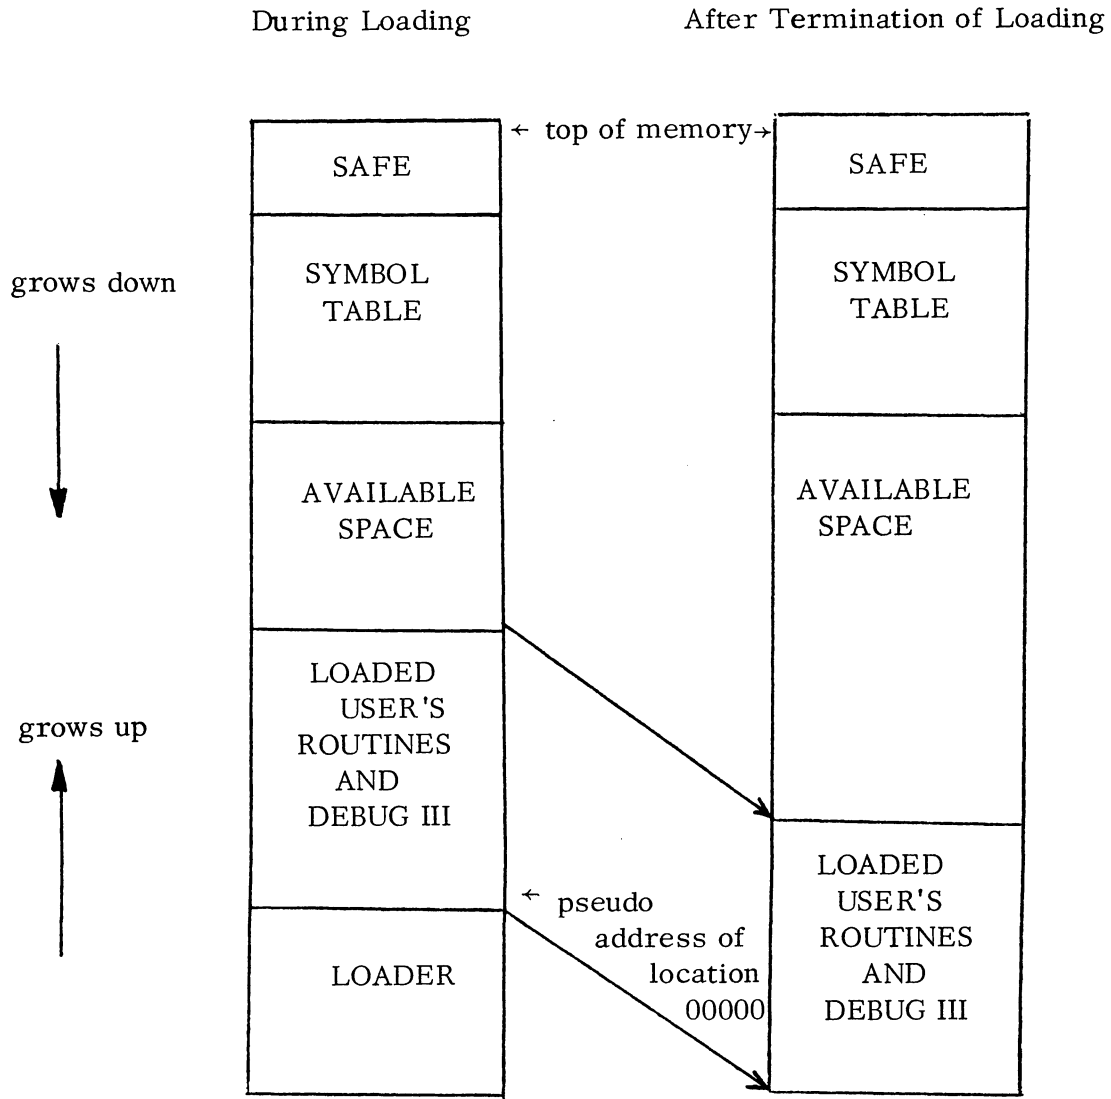 During Loading
After Termination of Loading
← top of memory→
SAFE
SAFE
SYMBOL
TABLE
SYMBOL
TABLE
grows down
AVAILABLE
SPACE
AVAILABLE
SPACE
LOADED
USER'S
ROUTINES
AND
DEBUG III
grows up
LOADED
USER'S
ROUTINES
AND
DEBUG III
← pseudo
address of
location
00000
LOADER